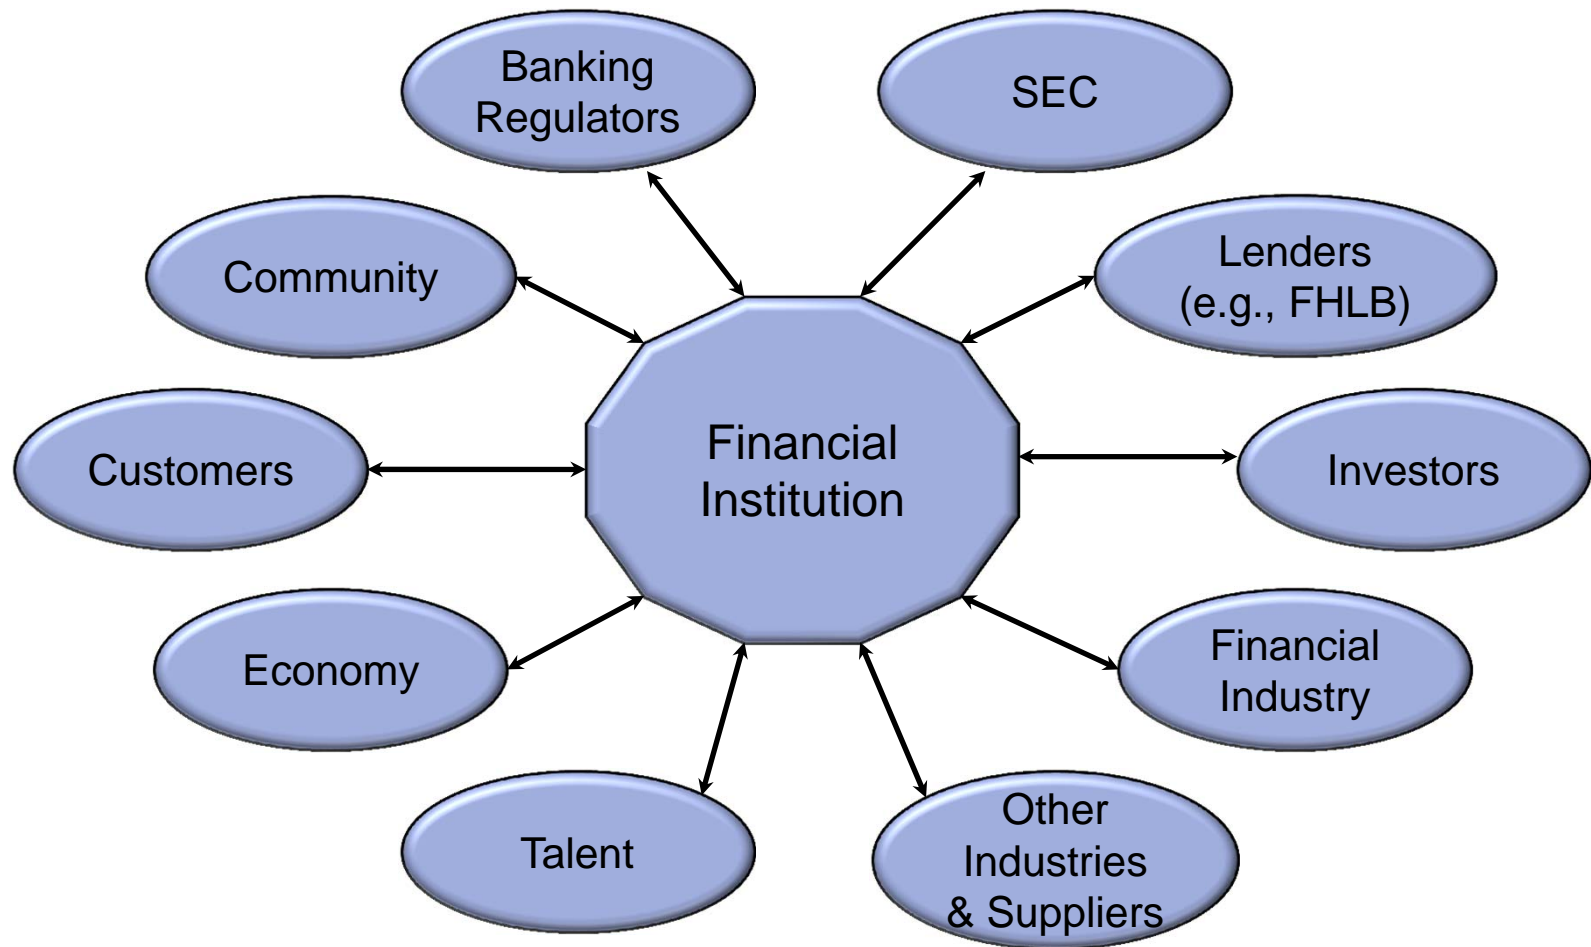 Banking
Regulators
SEC
Community
Lenders
(e.g., FHLB)
Customers
Financial
Institution
Investors
Economy
Financial
Industry
Talent
Other
Industries
& Suppliers